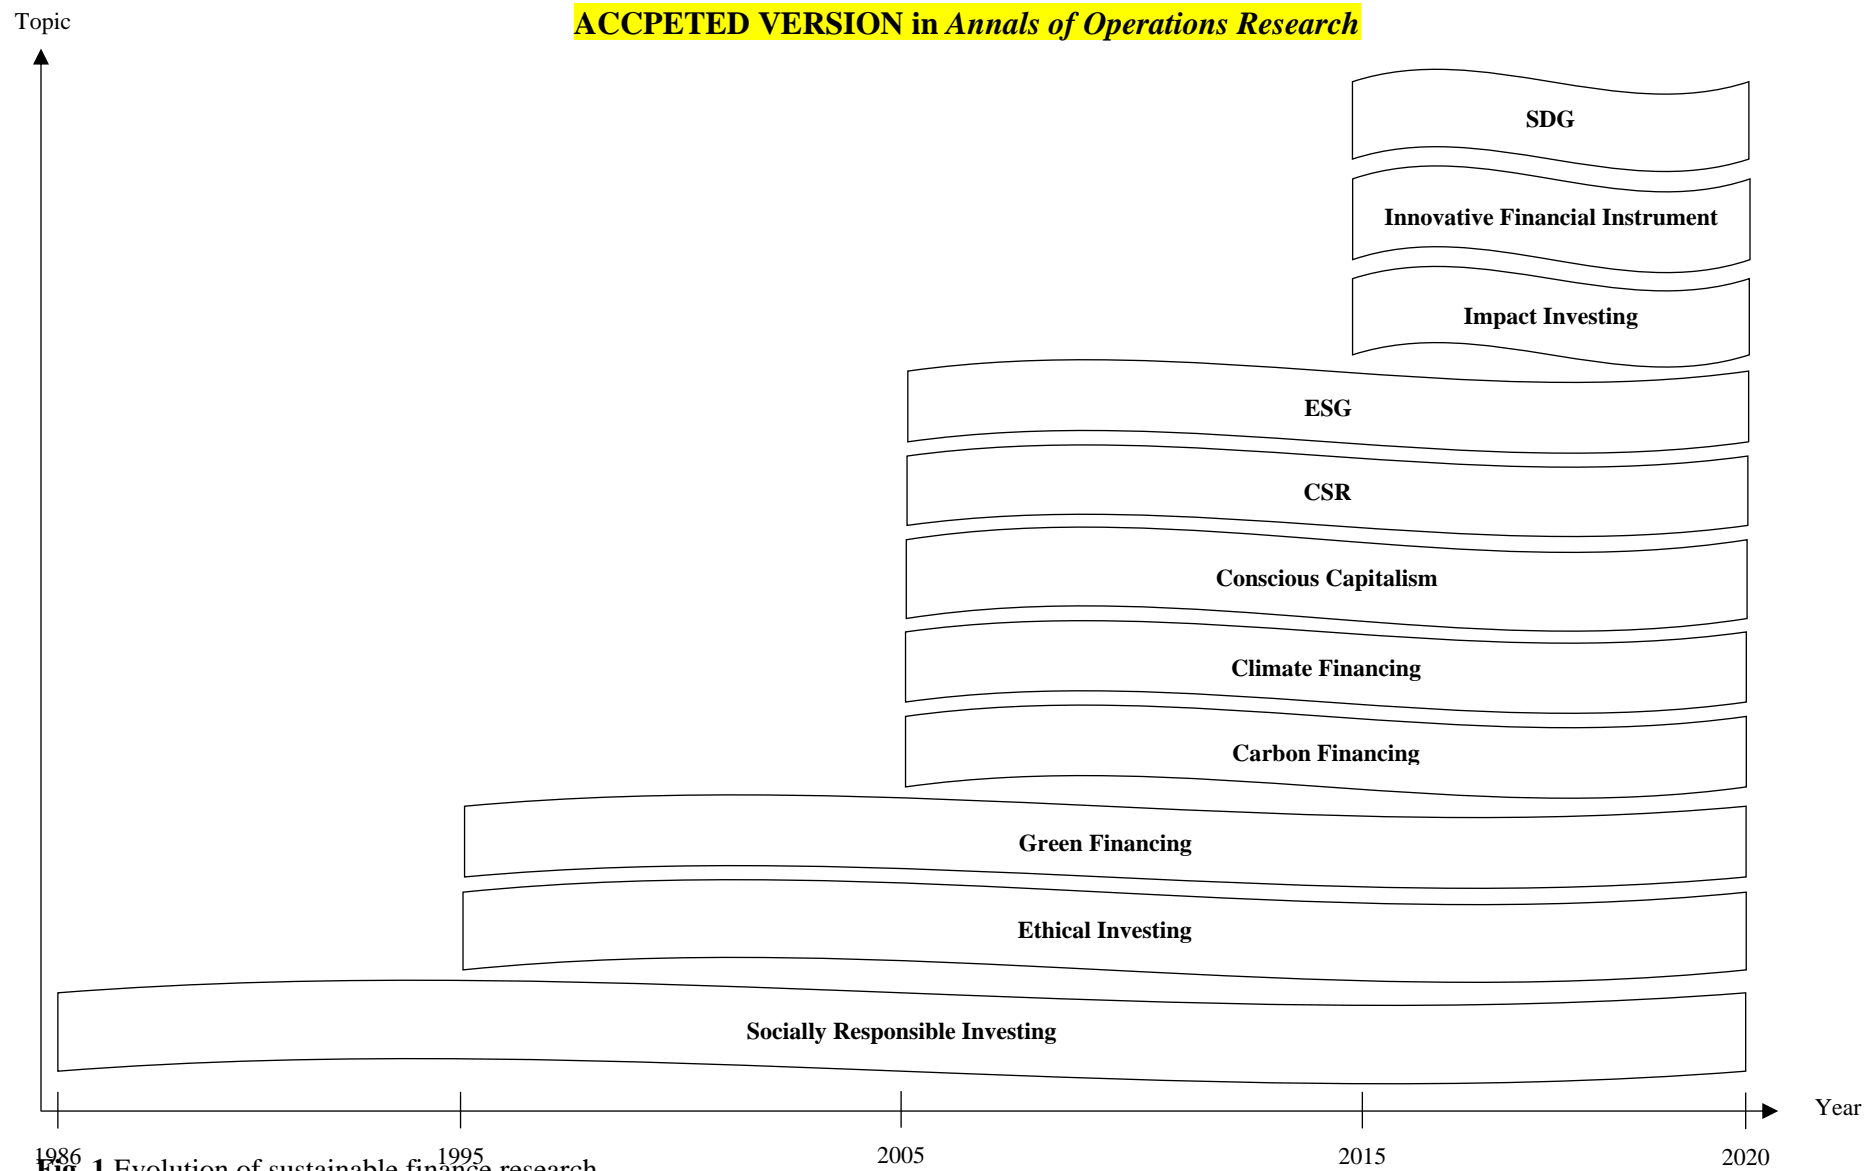 Topic
ACCPETED VERSION in Annals of Operations Research
SDG
Innovative Financial Instrument
Impact Investing
ESG
CSR
Conscious Capitalism
Climate Financing
Carbon Financing
Green Financing
Ethical Investing
Socially Responsible Investing
Year
1986 1995 2005 2015 2020
Fig. 1 Evolution of sustainable finance research